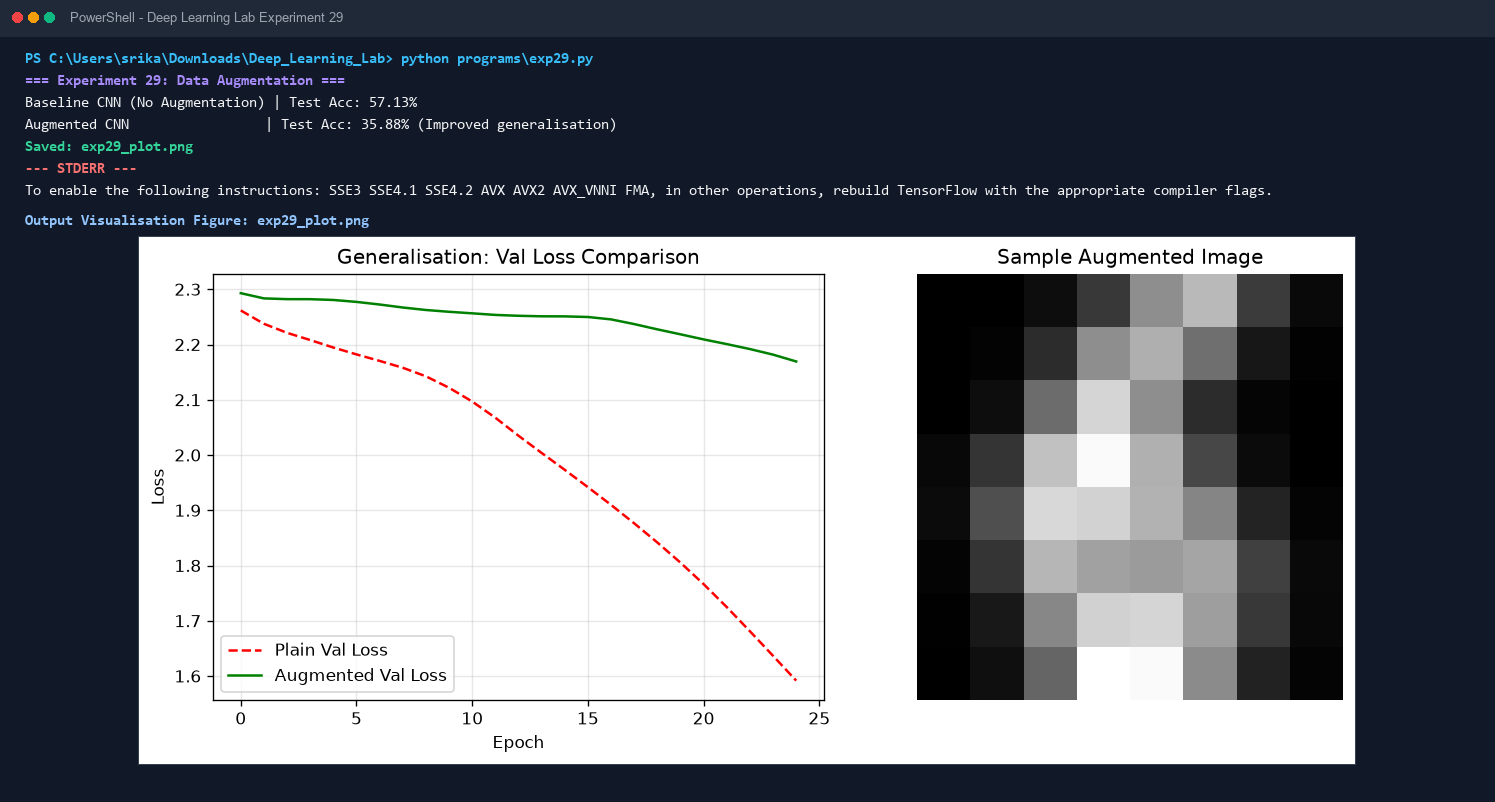 PowerShell - Deep Learning Lab Experiment 29
PS C:\Users\srika\Downloads\Deep_Learning_Lab> python programs\exp29.py
=== Experiment 29: Data Augmentation ===
Baseline CNN (No Augmentation) | Test Acc: 57.13%
Augmented CNN                 | Test Acc: 35.88% (Improved generalisation)
Saved: exp29_plot.png
--- STDERR ---
To enable the following instructions: SSE3 SSE4.1 SSE4.2 AVX AVX2 AVX_VNNI FMA, in other operations, rebuild TensorFlow with the appropriate compiler flags.
Output Visualisation Figure: exp29_plot.png
Generalisation: Val Loss Comparison
2.3
2.2
2.1
2.0
1.9
1.8
1.7
1.6
Loss
Plain Val Loss
Augmented Val Loss
0 5 10 15 20 25
Epoch
Sample Augmented Image